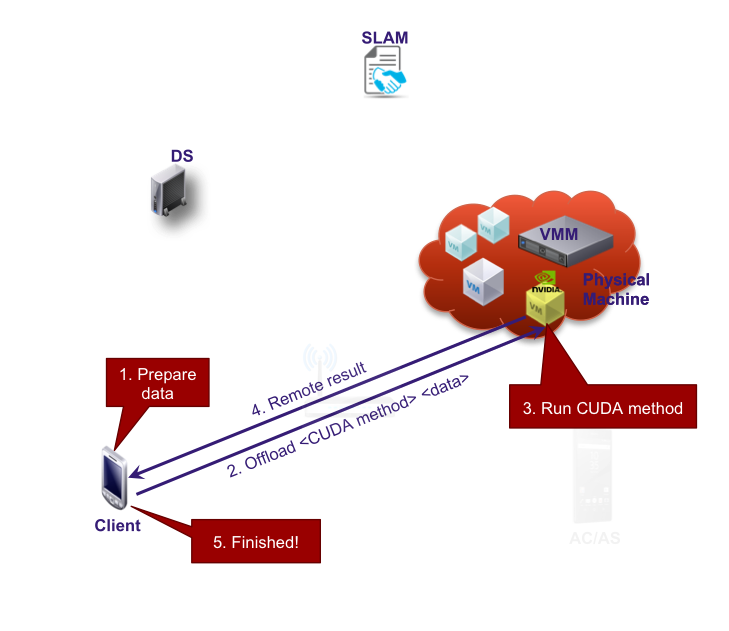 SLAM
DS
VMM
VM
VM
VM
NVIDIA
VM
Physical
Machine
1. Prepare
data
4. Remote result
2. Offload <CUDA method> <data>
3. Run CUDA method
Client
5. Finished!
AC/AS